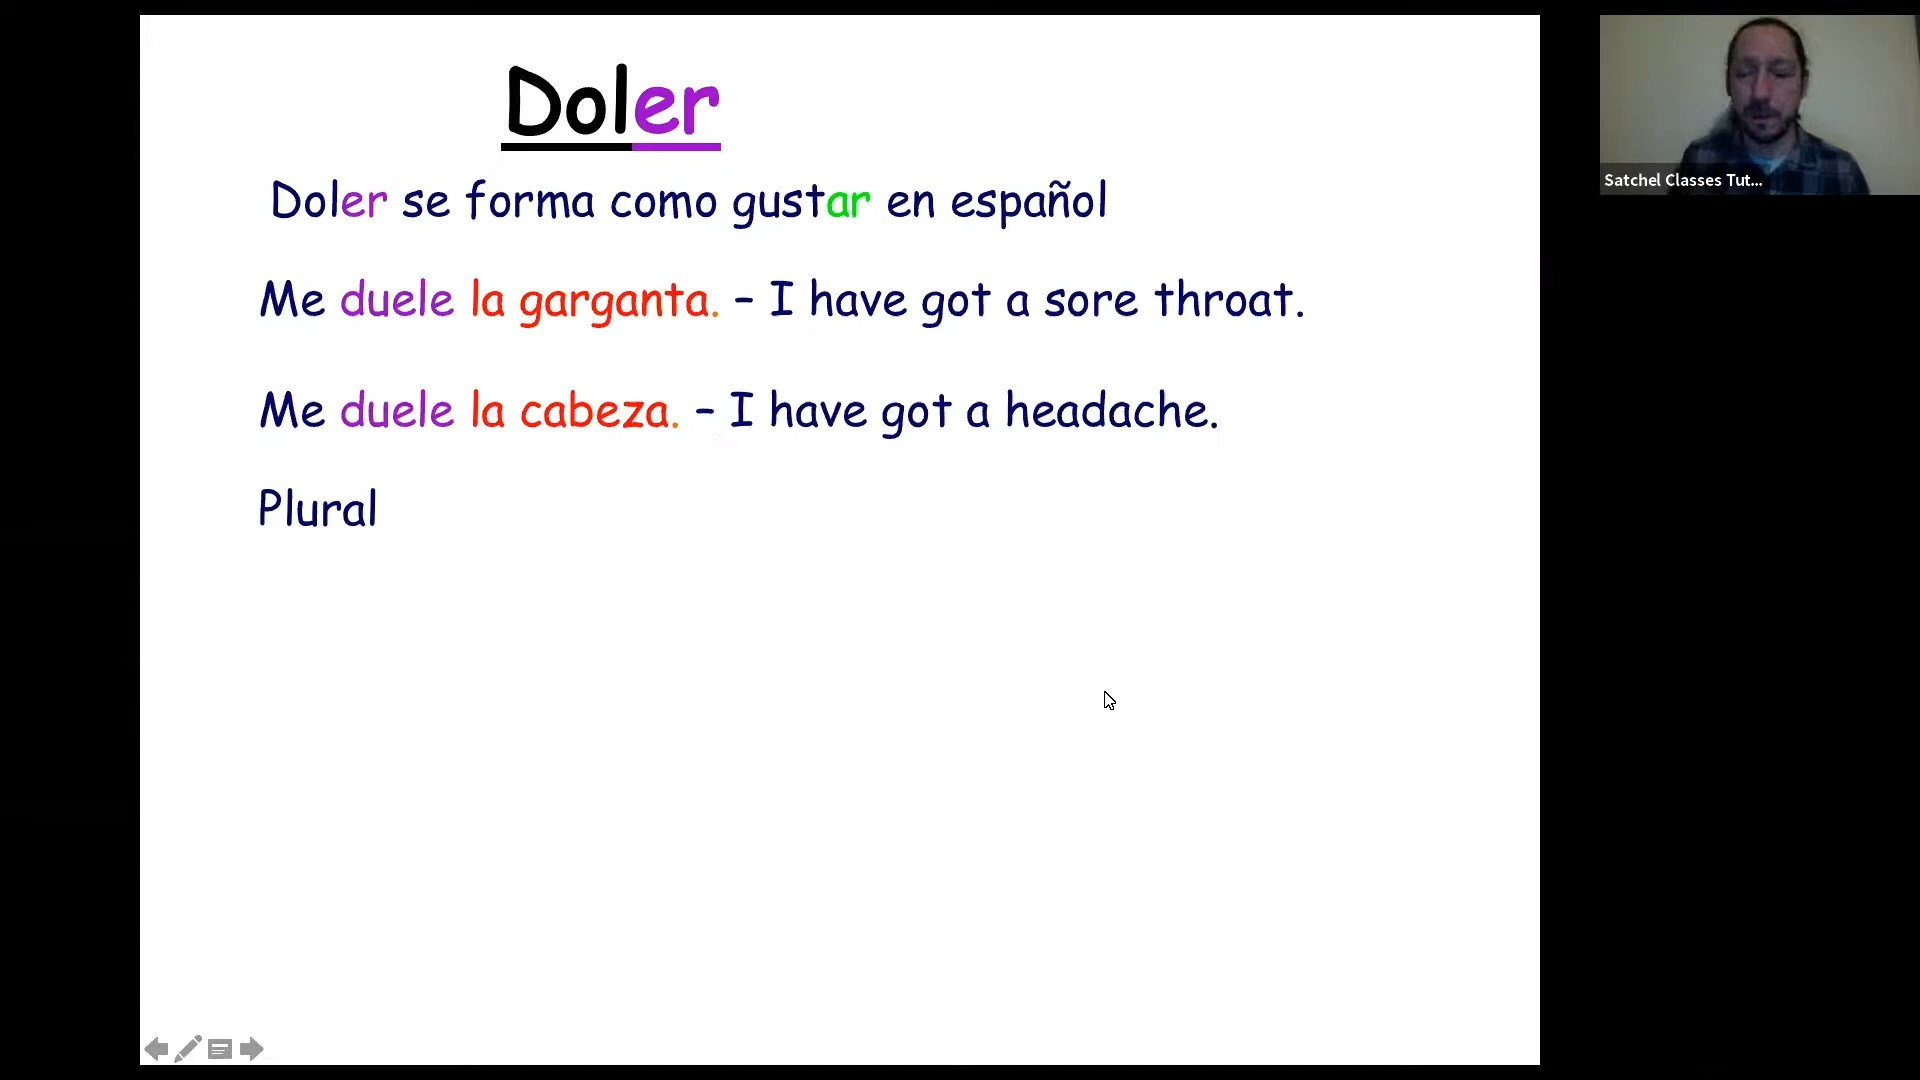 Doler
Doler se forma como gustar en español
Me duele la garganta. – I have got a sore throat.
Me duele la cabeza. – I have got a headache.
Plural
Satchel Classes Tut...